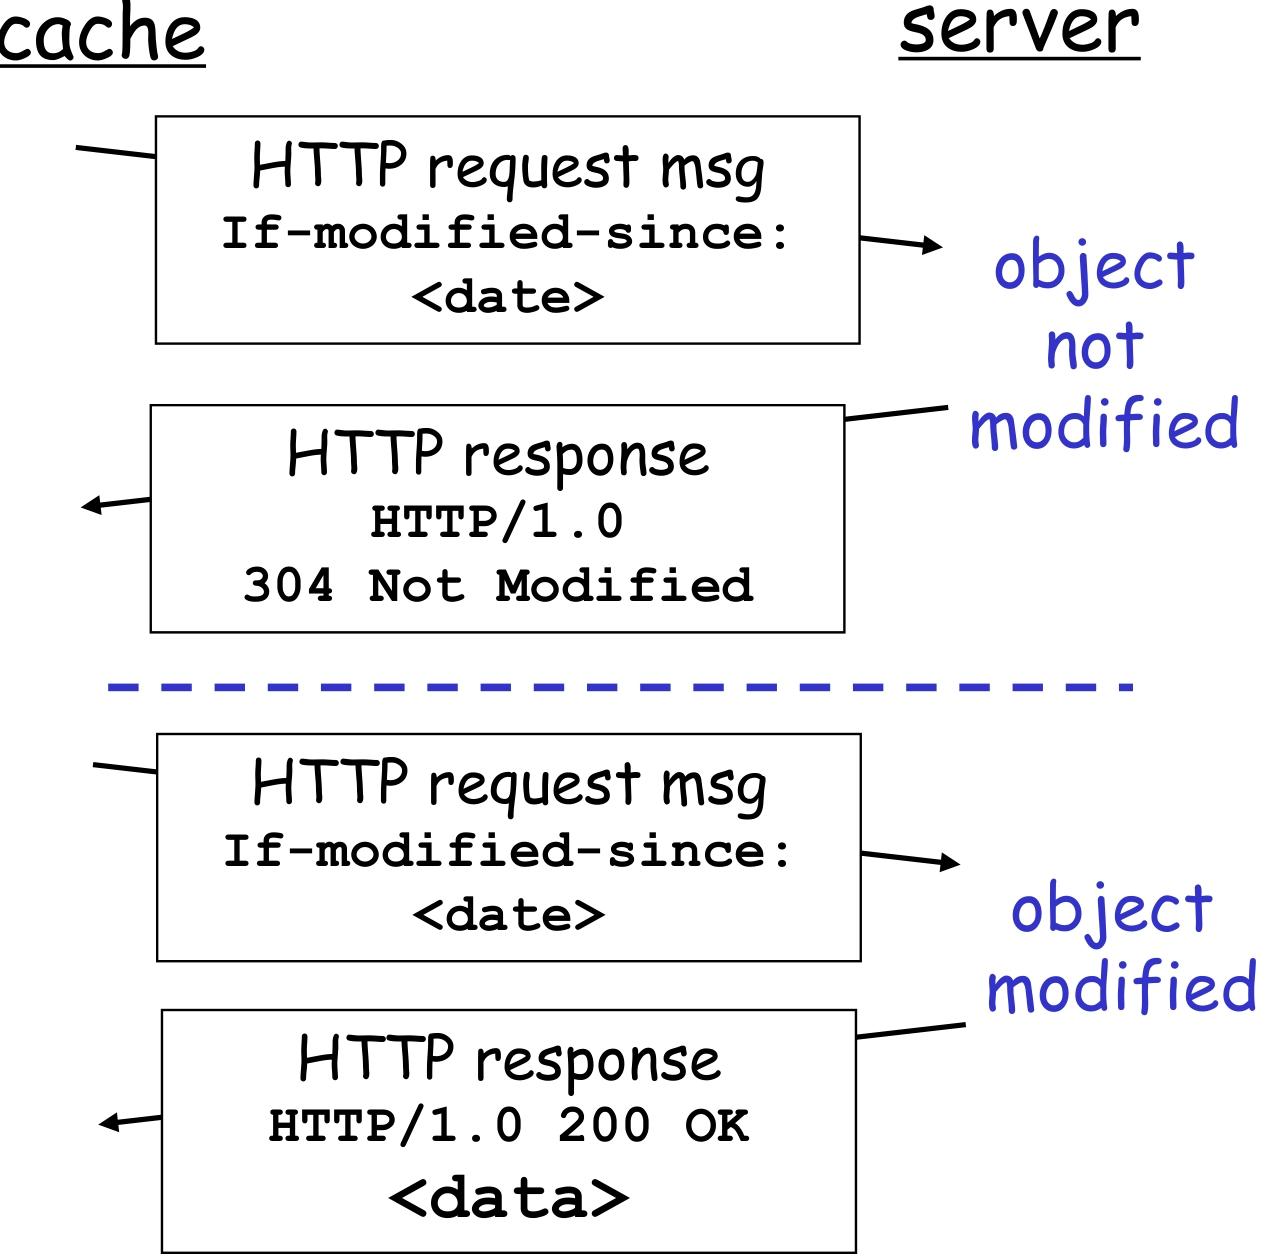 cache
server
HTTP request msg
If-modified-since:
<date>
object
not
modified
HTTP response
HTTP/1.0
304 Not Modified
HTTP request msg
If-modified-since:
<date>
object
modified
HTTP response
HTTP/1.0 200 OK
<data>